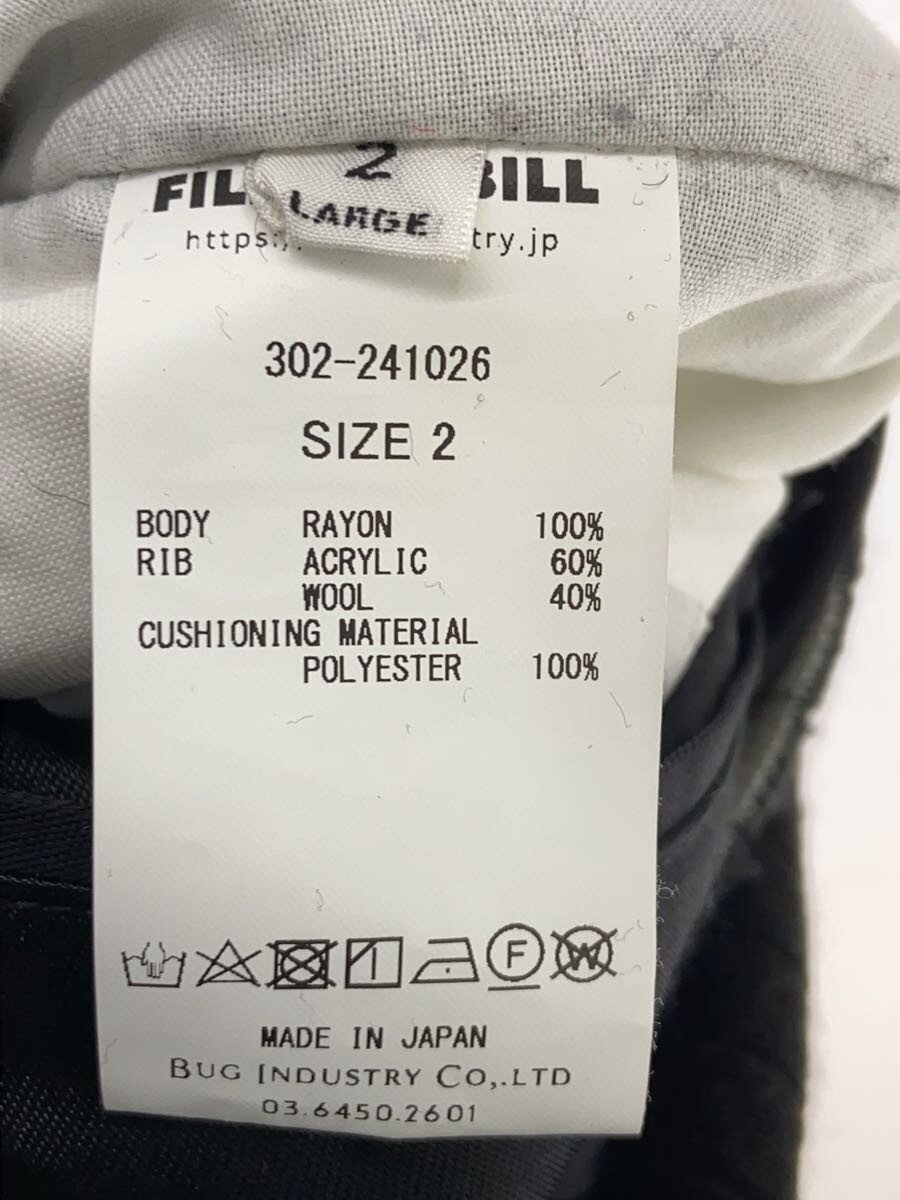 2
LARGE
FIL BILL
https:/ try.jp
302-241026
SIZE 2
BODY RAYON 100%
RIB ACRYLIC 60%
WOOL 40%
CUSHIONING MATERIAL
POLYESTER 100%
F W
MADE IN JAPAN
BUG INDUSTRY CO,.LTD
03.6450.2601